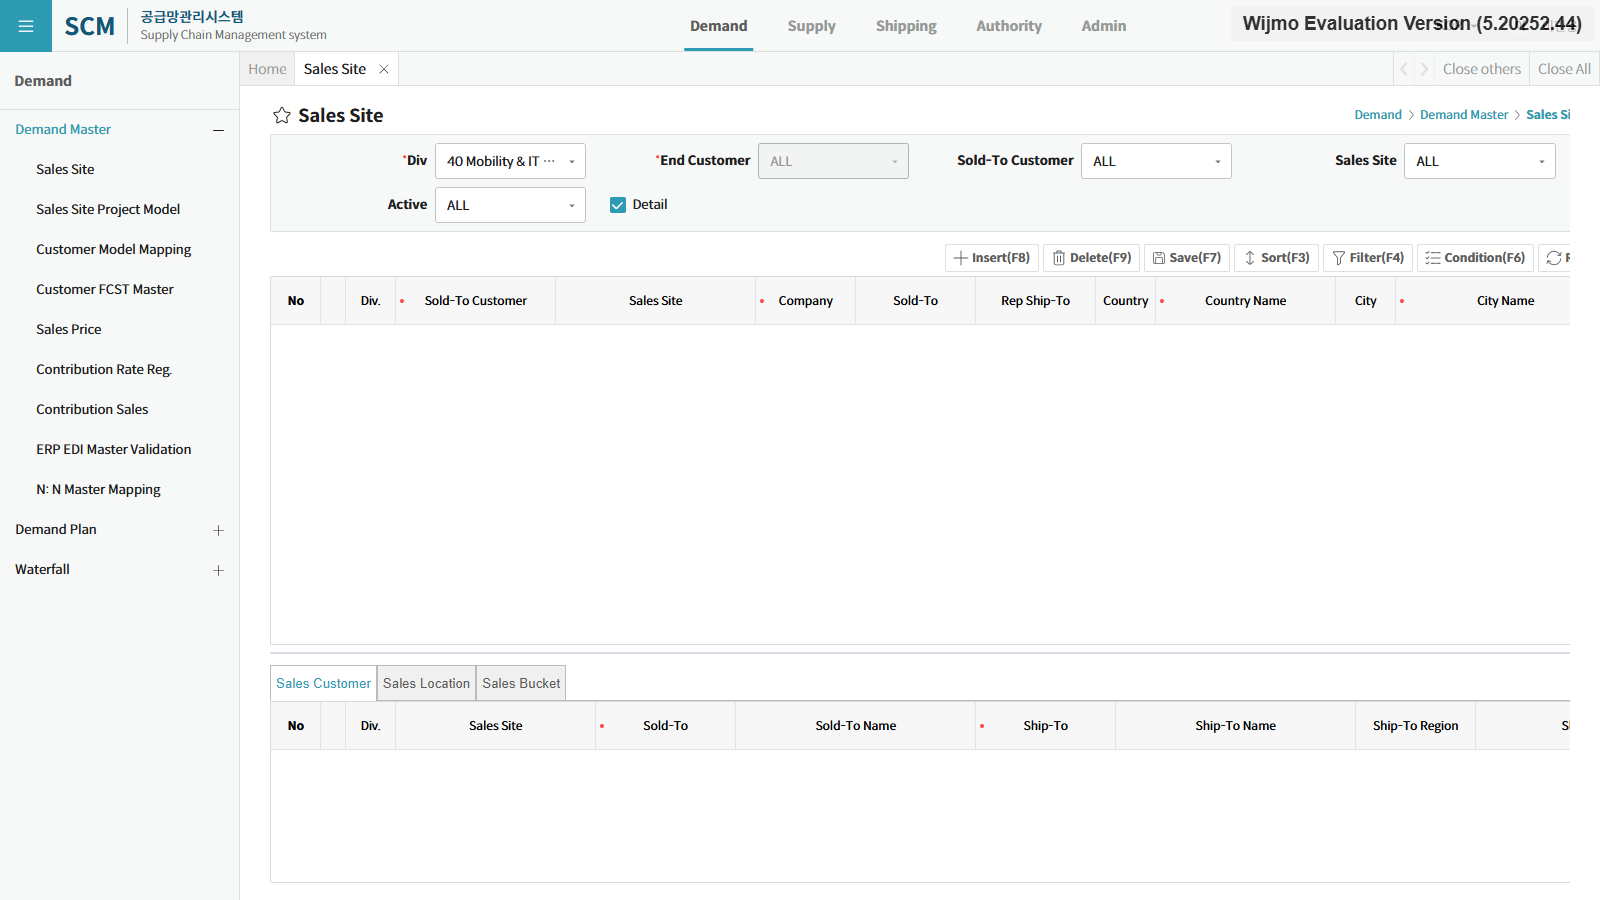 SCM
공급망관리시스템
Supply Chain Management system
Demand
Supply
Shipping
Authority
Admin
Wijmo Evaluation Version (5.20252.44)
Demand
Home
Sales Site
Close others
Close All
Demand Master
Sales Site
Sales Site Project Model
Customer Model Mapping
Customer FCST Master
Sales Price
Contribution Rate Reg.
Contribution Sales
ERP EDI Master Validation
N: N Master Mapping
Demand Plan
Waterfall
Sales Site
Demand > Demand Master > Sales Si
*Div
40 Mobility & IT ···
*End Customer
ALL
Sold-To Customer
ALL
Sales Site
ALL
Active
ALL
Detail
Insert(F8)
Delete(F9)
Save(F7)
Sort(F3)
Filter(F4)
Condition(F6)
No
Div.
Sold-To Customer
Sales Site
Company
Sold-To
Rep Ship-To
Country
Country Name
City
City Name
Sales Customer
Sales Location
Sales Bucket
No
Div.
Sales Site
Sold-To
Sold-To Name
Ship-To
Ship-To Name
Ship-To Region